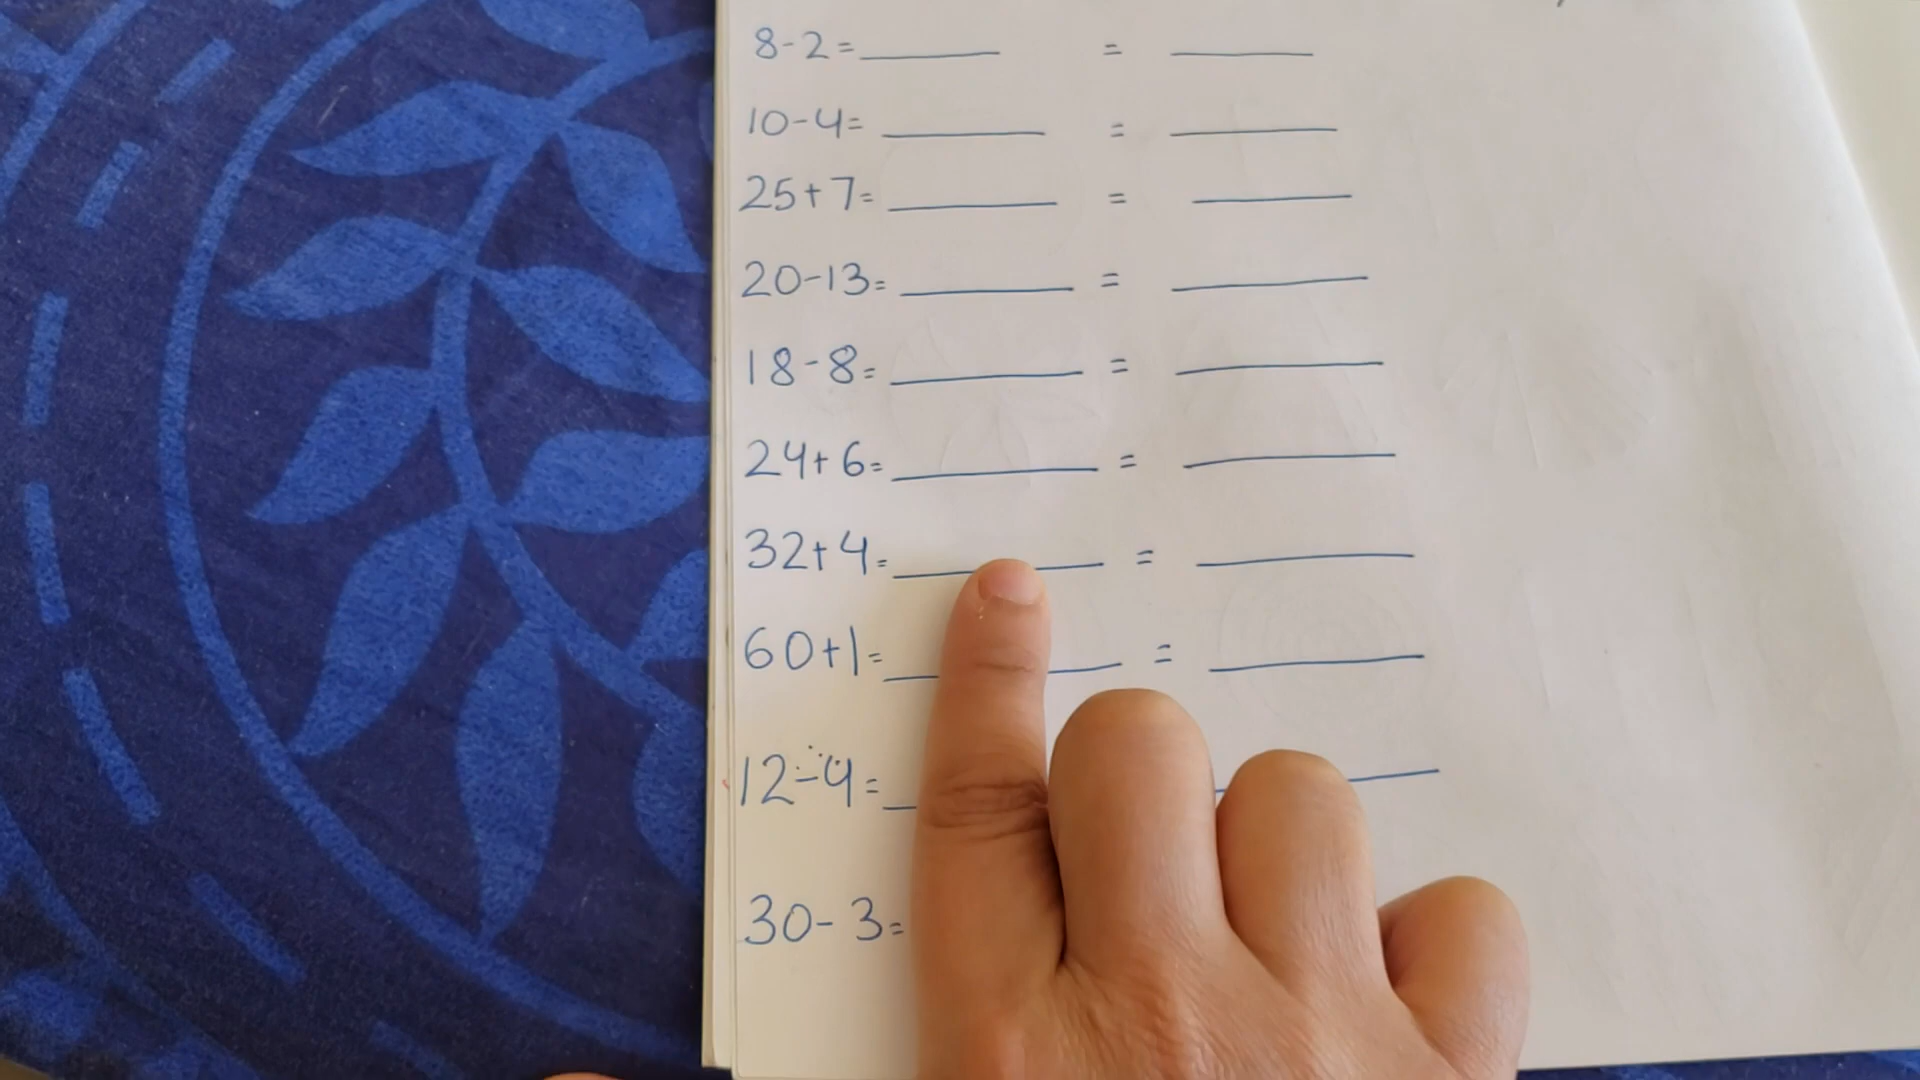 8-2=______ = ______
10-4= ______ = ______
25+7= ______ = ______
20-13= ______ = ______
18-8= ______ = ______
24+6= ______ = ______
32+4= ______ = ______
60+1= ______ = ______
12-4= ______
30-3=